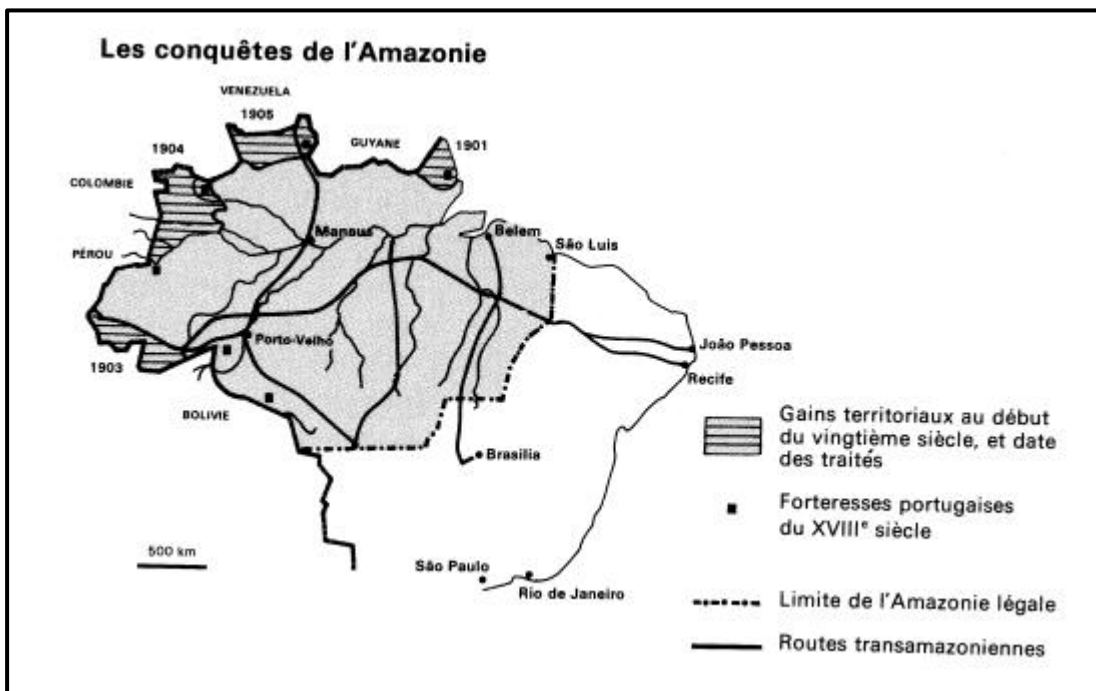 Les conquêtes de l'Amazonie
VENEZUELA
1905
GUYANE
1901
1904
COLOMBIE
Manaus
Belem
São Luis
PÉROU
João Pessoa
Porto-Velho
Recife
1903
BOLIVIE
Brasilia
500 km
São Paulo
Rio de Janeiro
Gains territoriaux au début
du vingtième siècle, et date
des traités
Forteresses portugaises
du XVIIIe siècle
Limite de l'Amazonie légale
Routes transamazoniennes